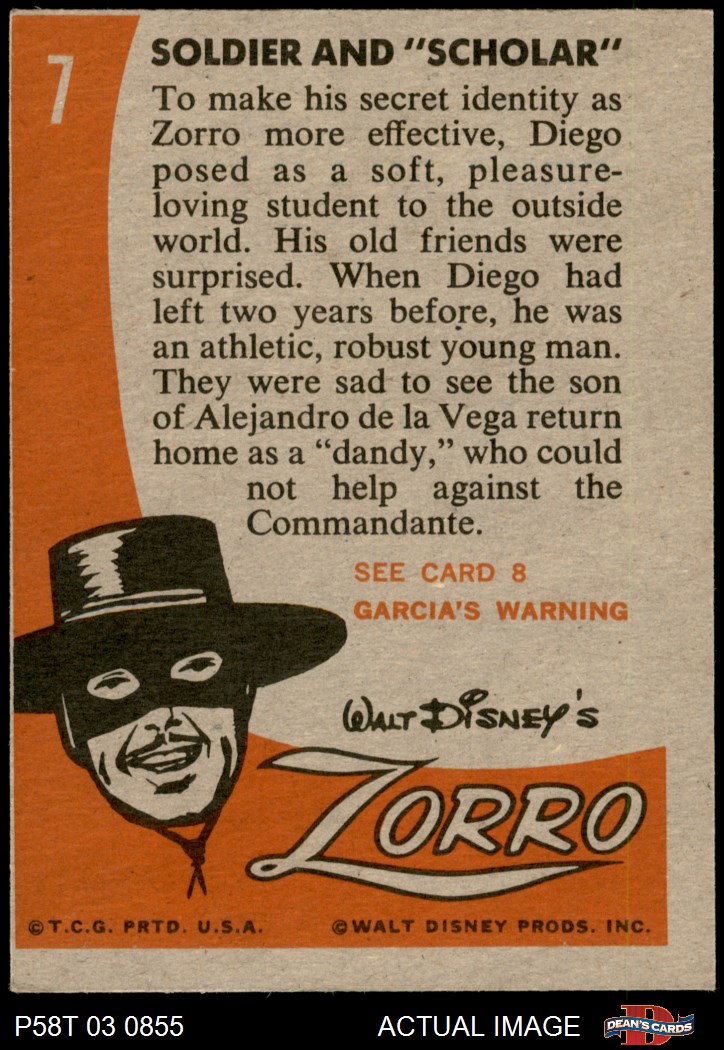 7
SOLDIER AND "SCHOLAR"
To make his secret identity as
Zorro more effective, Diego
posed as a soft, pleasure-
loving student to the outside
world. His old friends were
surprised. When Diego had
left two years before, he was
an athletic, robust young man.
They were sad to see the son
of Alejandro de la Vega return
home as a “dandy,” who could
not help against the
Commandante.
SEE CARD 8
GARCIA'S WARNING
WALT DISNEY'S
ZORRO
©T.C.G. PRTD. U.S.A.
©WALT DISNEY PRODS. INC.
P58T 03 0855
ACTUAL IMAGE
D
DEAN'S CARDS